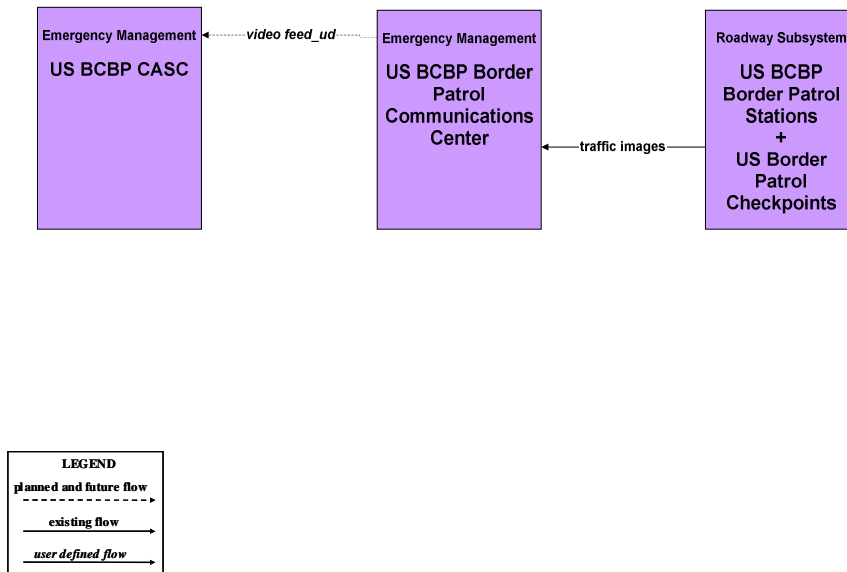 Emergency Management
US BCBP CASC
video feed_ud
Emergency Management
US BCBP Border
Patrol
Communications
Center
traffic images
Roadway Subsystem
US BCBP
Border Patrol
Stations
+
US Border
Patrol
Checkpoints
LEGEND
planned and future flow
existing flow
user defined flow